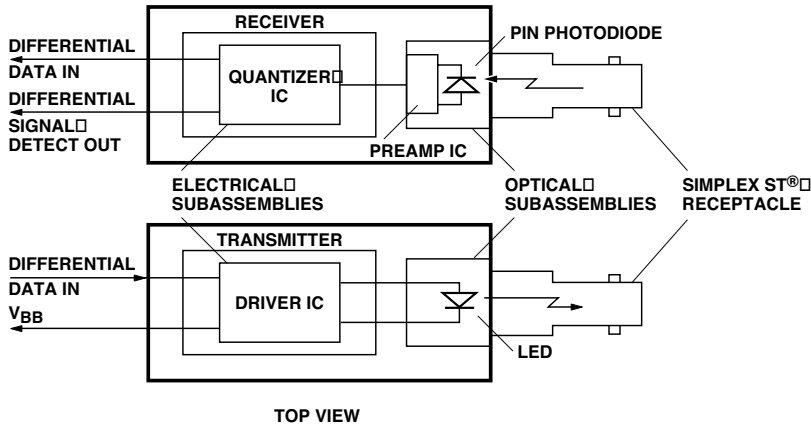 RECEIVER
PIN PHOTODIODE
DIFFERENTIAL
DATA IN
QUANTIZER□
IC
DIFFERENTIAL
SIGNAL□
DETECT OUT
PREAMP IC
ELECTRICAL□
SUBASSEMBLIES
OPTICAL□
SUBASSEMBLIES
SIMPLEX ST®□
RECEPTACLE
TRANSMITTER
DIFFERENTIAL
DATA IN
DRIVER IC
VBB
LED
TOP VIEW